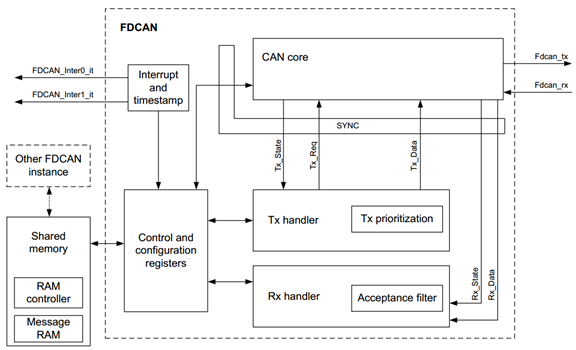 FDCAN
CAN core
Fdcan_tx
Fdcan_rx
FDCAN_Inter0_it
FDCAN_Inter1_it
Interrupt
and
timestamp
SYNC
Tx_State
Tx_Req
Tx_Data
Other FDCAN
instance
Shared
memory
RAM
controller
Message
RAM
Control and
configuration
registers
Tx handler
Tx prioritization
Rx handler
Acceptance filter
Rx_State
Rx_Data